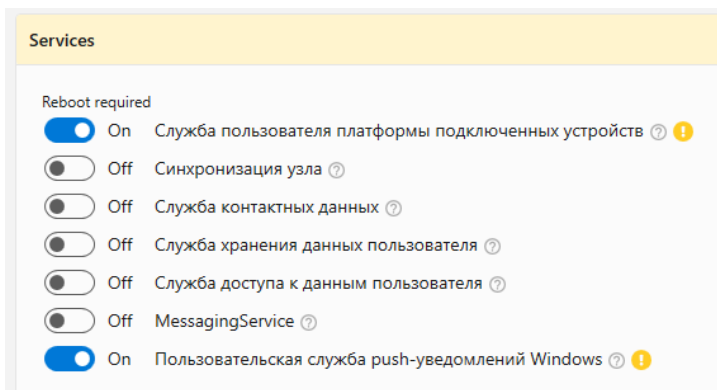 Services
Reboot required
On Служба пользователя платформы подключенных устройств ? !
Off Синхронизация узла ?
Off Служба контактных данных ?
Off Служба хранения данных пользователя ?
Off Служба доступа к данным пользователя ?
Off MessagingService ?
On Пользовательская служба push-уведомлений Windows ? !